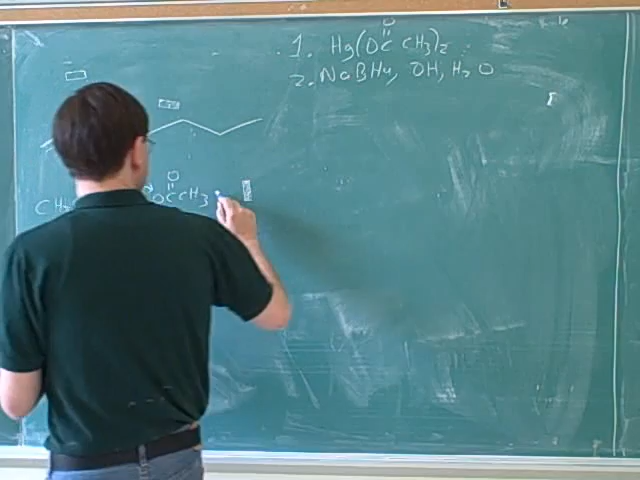 O
1. Hg(OCCH3)2
2. NaBH4, OH, H2O
O
CH3 OCCH3